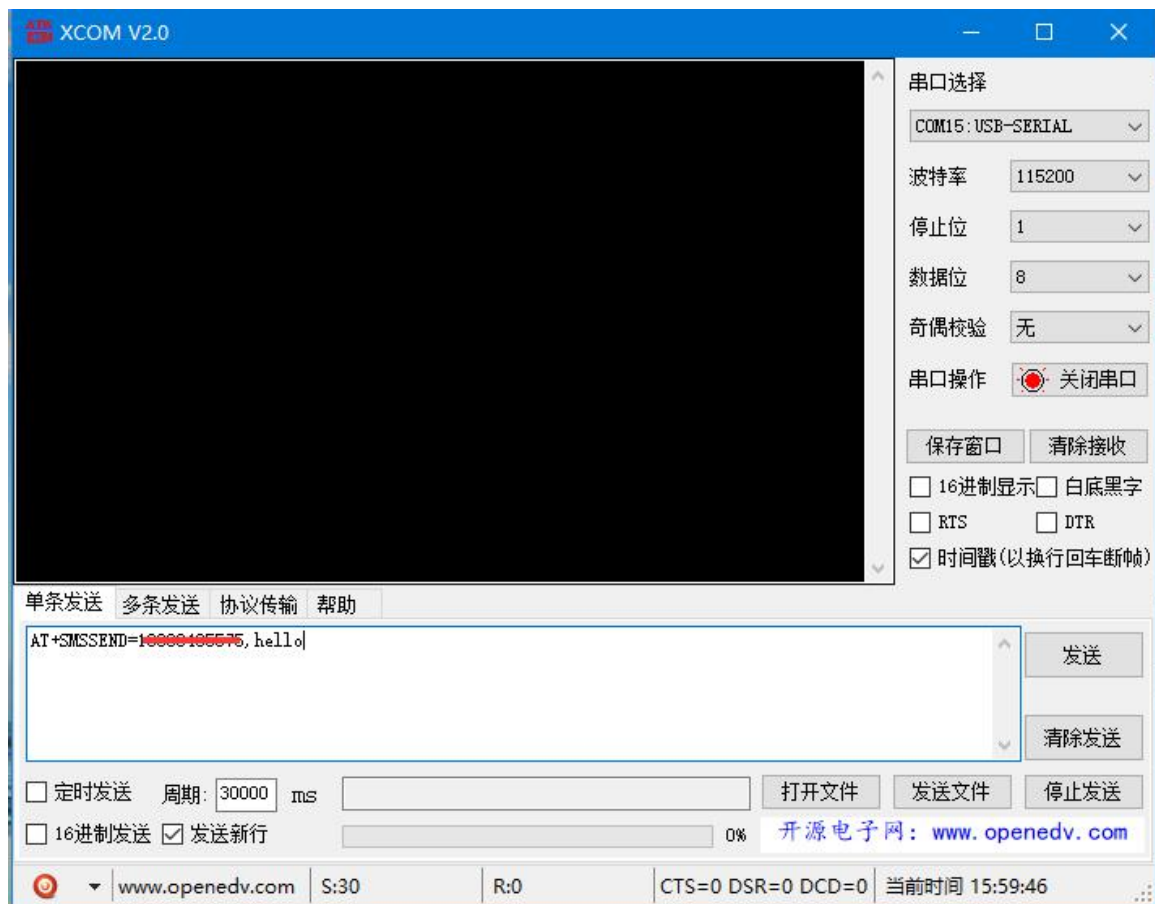 XCOM V2.0
串口选择
COM15:USB-SERIAL
波特率 115200
停止位 1
数据位 8
奇偶校验 无
串口操作 关闭串口
保存窗口 清除接收
16进制显示 白底黑字
RTS DTR
时间戳(以换行回车断帧)
单条发送 多条发送 协议传输 帮助
AT+SMSSEND= ,hello
发送
清除发送
定时发送 周期: 30000 ms 打开文件 发送文件 停止发送
16进制发送 发送新行 0% 开源电子网: www.openedv.com
www.openedv.com S:30 R:0 CTS=0 DSR=0 DCD=0 当前时间 15:59:46